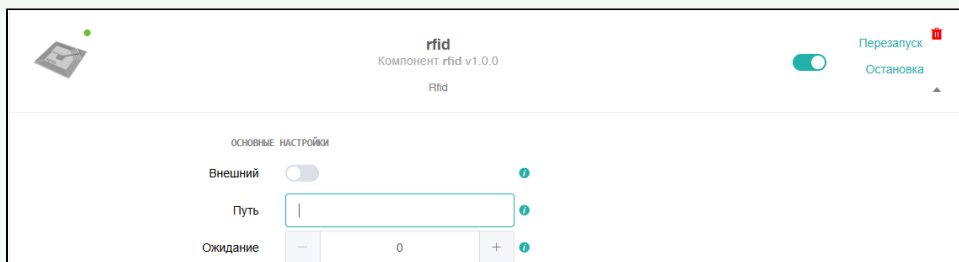 rfid
Компонент rfid v1.0.0
Rfid
Перезапуск
Остановка
ОСНОВНЫЕ НАСТРОЙКИ
Внешний
Путь
Ожидание
− 0 +